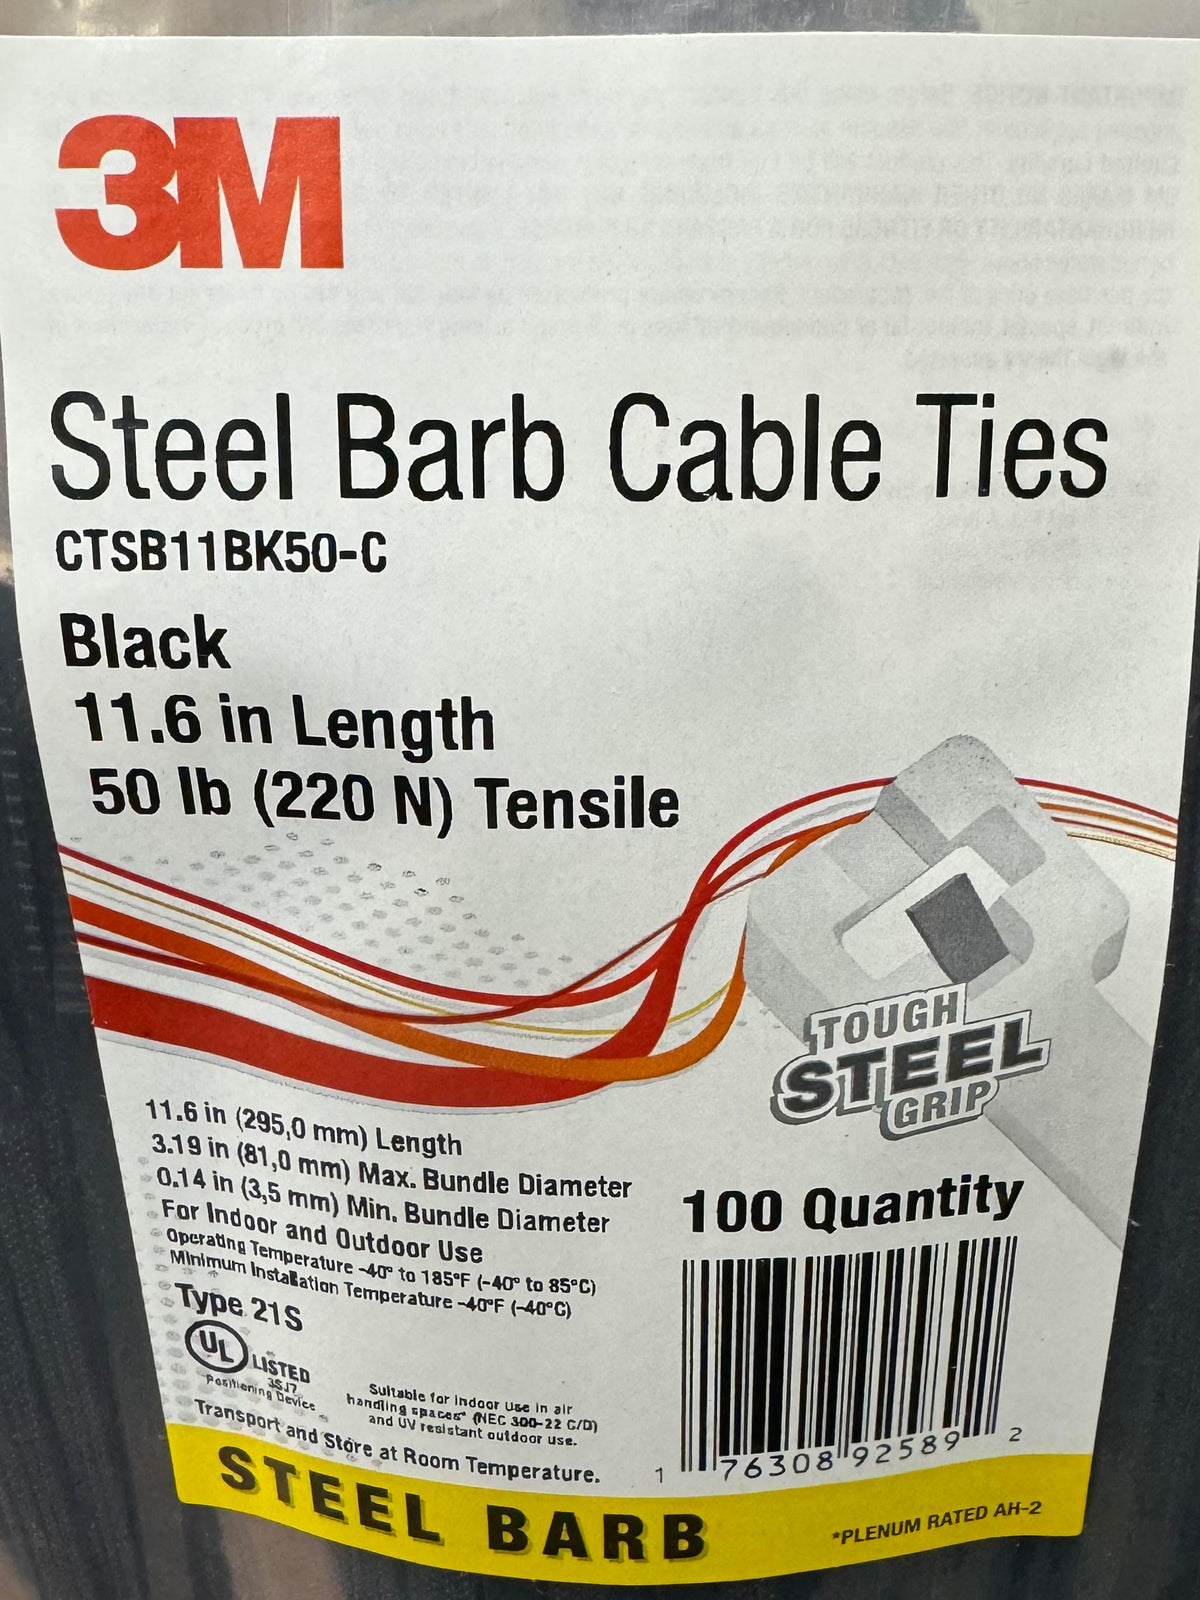 3M
Steel Barb Cable Ties
CTSB11BK50-C
Black
11.6 in Length
50 lb (220 N) Tensile
TOUGH
STEEL
GRIP
11.6 in (295,0 mm) Length
3.19 in (81,0 mm) Max. Bundle Diameter
0.14 in (3,5 mm) Min. Bundle Diameter
For Indoor and Outdoor Use
Operating Temperature -40° to 185°F (-40° to 85°C)
Minimum Installation Temperature -40°F (-40°C)
Type 21S
UL LISTED
3SJ7
Positioning Device
Suitable for Indoor Use in air
handling spaces* (NEC 300-22 C/D)
and UV resistant outdoor use.
Transport and Store at Room Temperature.
100 Quantity
1 76308 92589 2
STEEL BARB
*PLENUM RATED AH-2